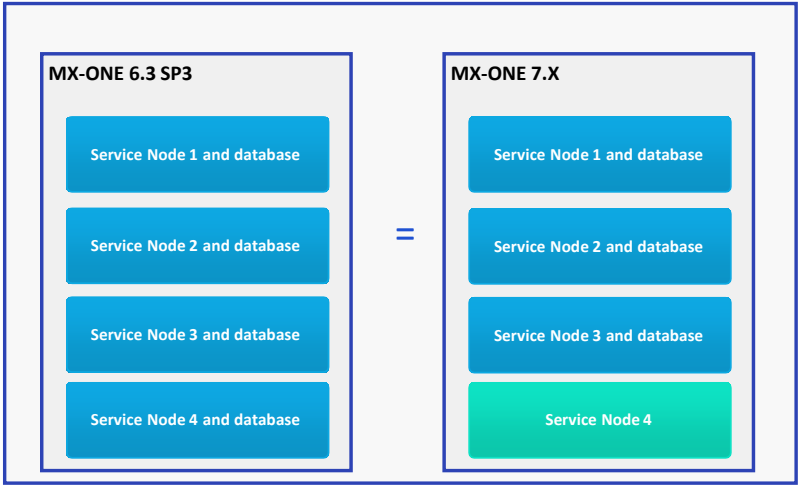 MX-ONE 6.3 SP3
Service Node 1 and database
Service Node 2 and database
Service Node 3 and database
Service Node 4 and database
=
MX-ONE 7.X
Service Node 1 and database
Service Node 2 and database
Service Node 3 and database
Service Node 4